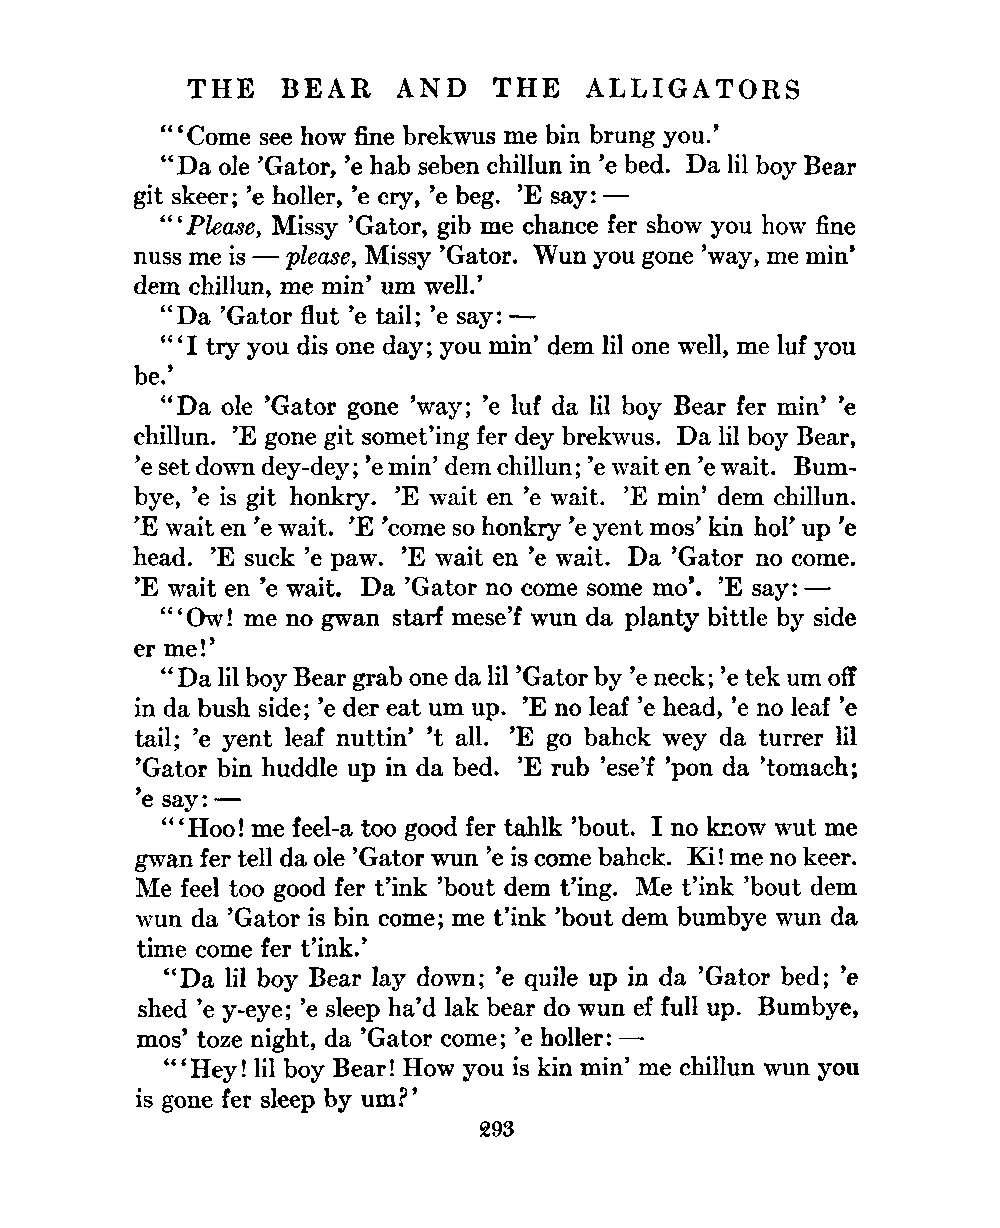 THE BEAR AND THE ALLIGATORS
“‘Come see how fine brekwus me bin brung you.’
“Da ole ’Gator, ’e hab seben chillun in ’e bed. Da lil boy Bear
git skeer; ’e holler, ’e cry, ’e beg. ’E say: —
“‘Please, Missy ’Gator, gib me chance fer show you how fine
nuss me is — please, Missy ’Gator. Wun you gone ’way, me min’
dem chillun, me min’ um well.’
“Da ’Gator flut ’e tail; ’e say: —
“‘I try you dis one day; you min’ dem lil one well, me luf you
be.’
“Da ole ’Gator gone ’way; ’e luf da lil boy Bear fer min’ ’e
chillun. ’E gone git somet’ing fer dey brekwus. Da lil boy Bear,
’e set down dey-dey; ’e min’ dem chillun; ’e wait en ’e wait. Bum-
bye, ’e is git honkry. ’E wait en ’e wait. ’E min’ dem chillun.
’E wait en ’e wait. ’E ’come so honkry ’e yent mos’ kin hol’ up ’e
head. ’E suck ’e paw. ’E wait en ’e wait. Da ’Gator no come.
’E wait en ’e wait. Da ’Gator no come some mo’. ’E say: —
“‘Ow! me no gwan starf mese’f wun da planty bittle by side
er me!’
“Da lil boy Bear grab one da lil ’Gator by ’e neck; ’e tek um off
in da bush side; ’e der eat um up. ’E no leaf ’e head, ’e no leaf ’e
tail; ’e yent leaf nuttin’ ’t all. ’E go bahck wey da turrer lil
’Gator bin huddle up in da bed. ’E rub ’ese’f ’pon da ’tomach;
’e say: —
“‘Hoo! me feel-a too good fer tahlk ’bout. I no know wut me
gwan fer tell da ole ’Gator wun ’e is come bahck. Ki! me no keer.
Me feel too good fer t’ink ’bout dem t’ing. Me t’ink ’bout dem
wun da ’Gator is bin come; me t’ink ’bout dem bumbye wun da
time come fer t’ink.’
“Da lil boy Bear lay down; ’e quile up in da ’Gator bed; ’e
shed ’e y-eye; ’e sleep ha’d lak bear do wun ef full up. Bumbye,
mos’ toze night, da ’Gator come; ’e holler: —
“‘Hey! lil boy Bear! How you is kin min’ me chillun wun you
is gone fer sleep by um?’
293